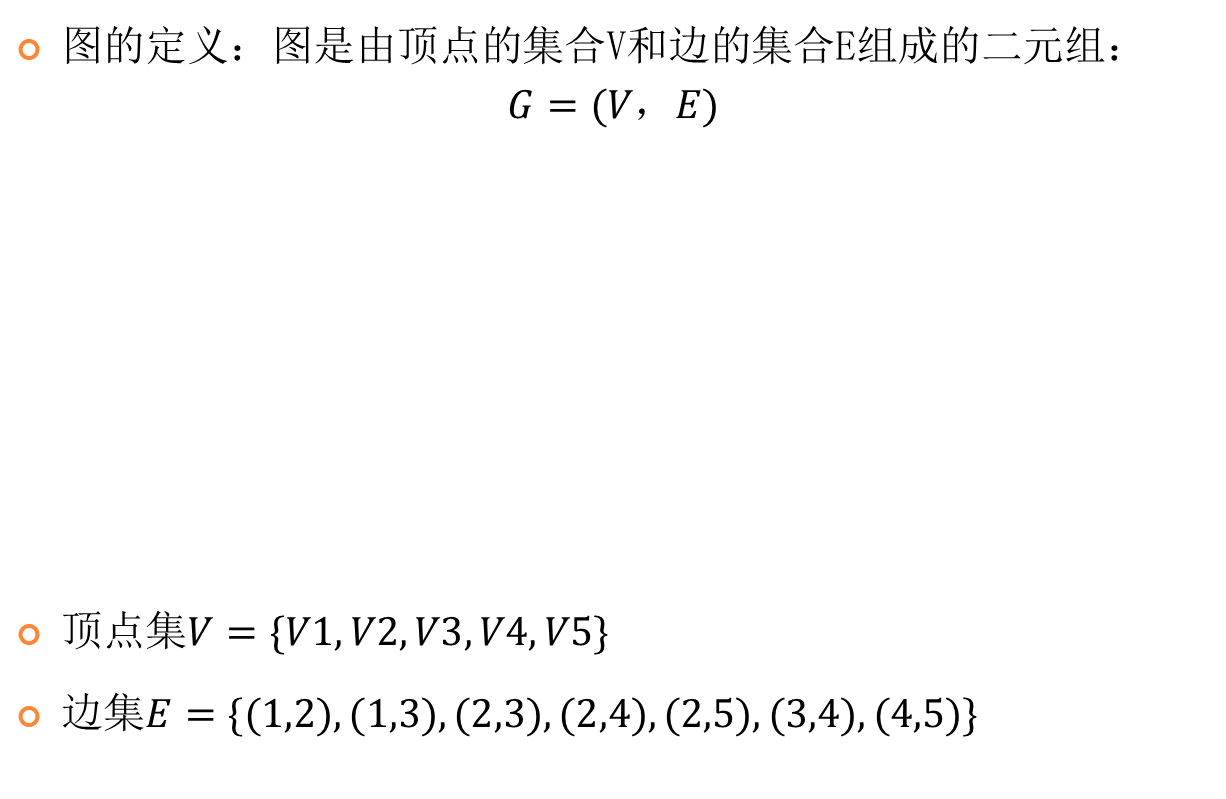 图的定义：图是由顶点的集合V和边的集合E组成的二元组：
G = (V，E)
顶点集V = {V1, V2, V3, V4, V5}
边集E = {(1,2), (1,3), (2,3), (2,4), (2,5), (3,4), (4,5)}